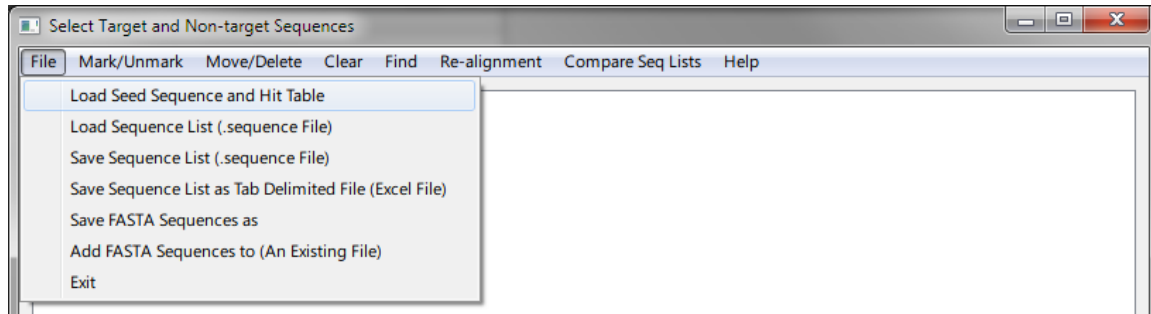 Select Target and Non-target Sequences
File Mark/Unmark Move/Delete Clear Find Re-alignment Compare Seq Lists Help
Load Seed Sequence and Hit Table
Load Sequence List (.sequence File)
Save Sequence List (.sequence File)
Save Sequence List as Tab Delimited File (Excel File)
Save FASTA Sequences as
Add FASTA Sequences to (An Existing File)
Exit